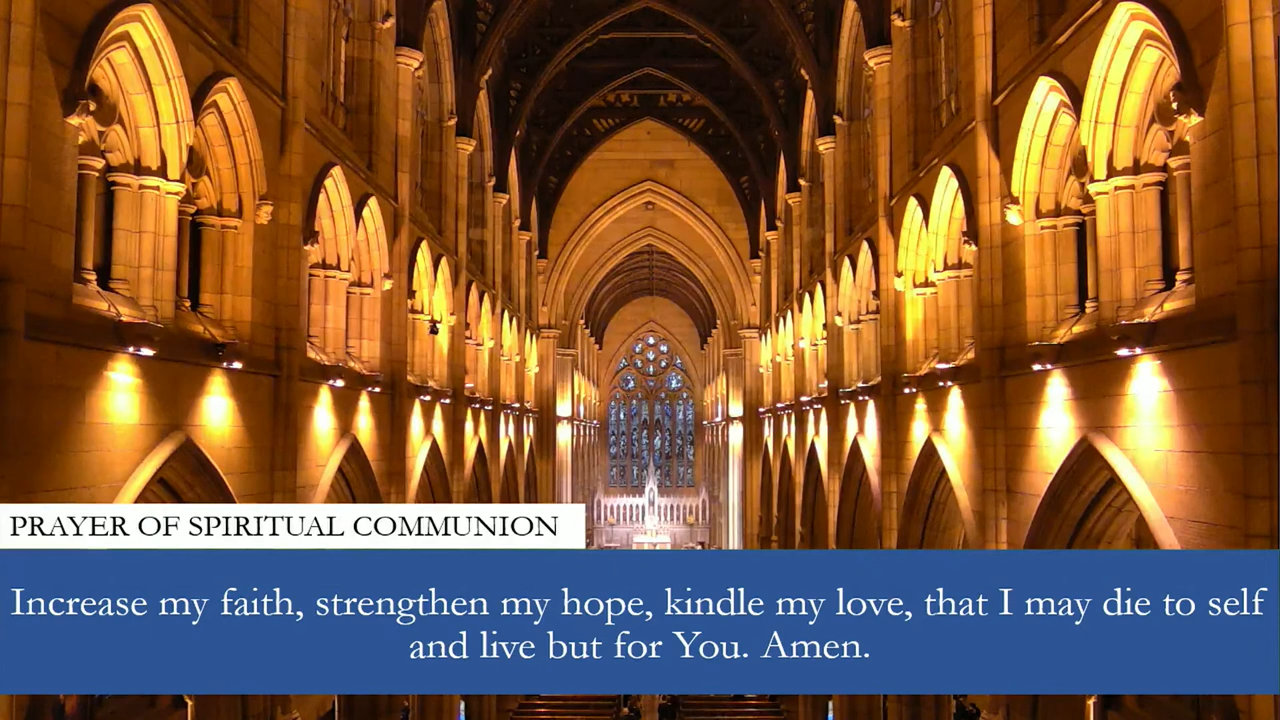 PRAYER OF SPIRITUAL COMMUNION
Increase my faith, strengthen my hope, kindle my love, that I may die to self
and live but for You. Amen.